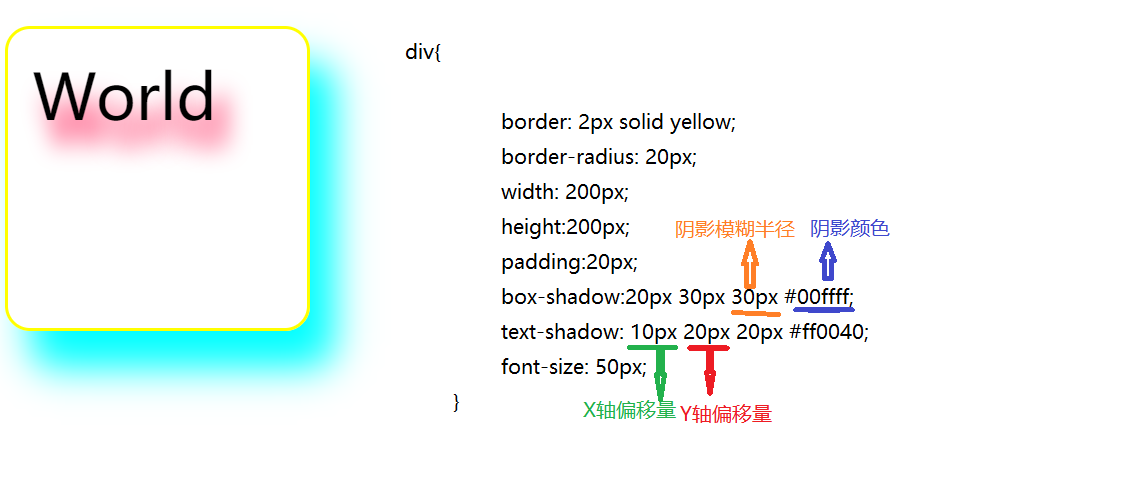 World
div{
border: 2px solid yellow;
border-radius: 20px;
width: 200px;
height:200px;
阴影模糊半径 阴影颜色
padding:20px;
box-shadow:20px 30px 30px #00ffff;
text-shadow: 10px 20px 20px #ff0040;
font-size: 50px;
}
X轴偏移量 Y轴偏移量